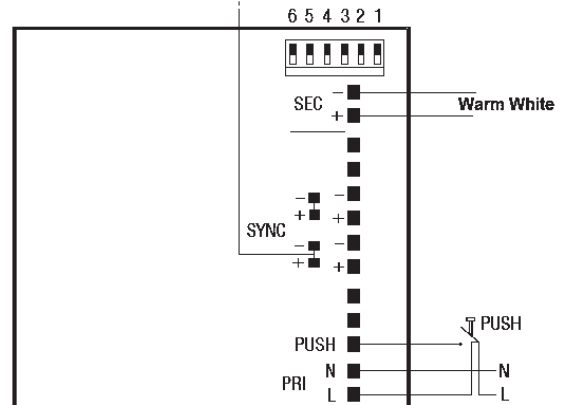 6 5 4 3 2 1
SEC
−
+
Warm White
− −
+ +
SYNC
− −
+ +
PUSH
PUSH
PRI
N
N
L
L